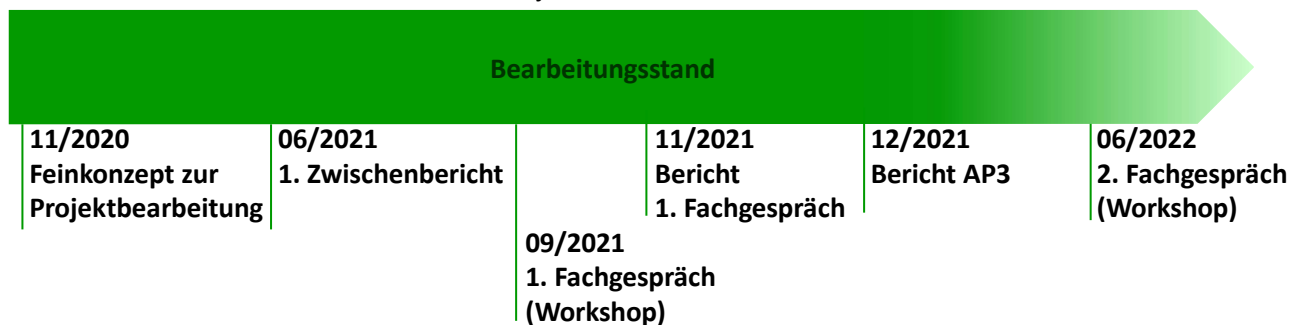 Bearbeitungsstand
11/2020
Feinkonzept zur
Projektbearbeitung
06/2021
1. Zwischenbericht
09/2021
1. Fachgespräch
(Workshop)
11/2021
Bericht
1. Fachgespräch
12/2021
Bericht AP3
06/2022
2. Fachgespräch
(Workshop)